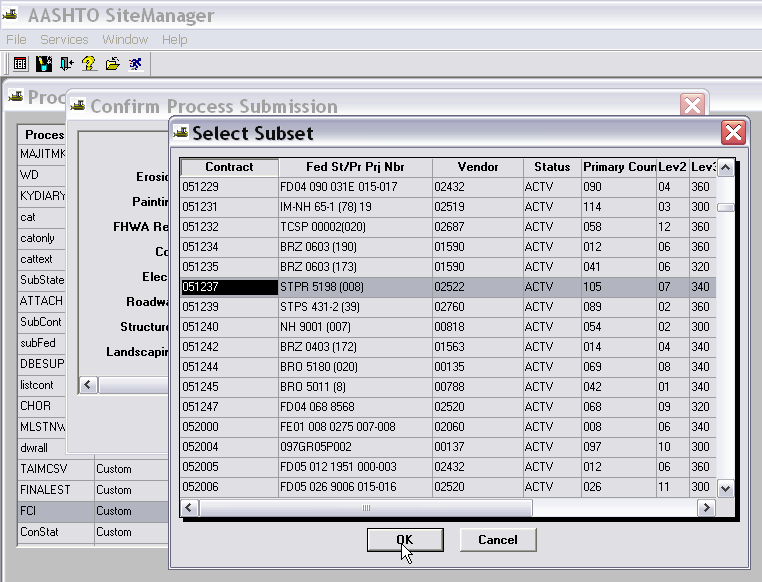 AASHTO SiteManager
File Services Window Help
Proc
Confirm Process Submission
Select Subset
Proces
MAJITMK
WD
KYDIARY
cat
catonly
cattext
SubState
ATTACH
SubCont
subFed
DBESUP
listcont
CHOR
MLSTNW
dwrall
TAIMCSV Custom
FINALEST Custom
FCI Custom
ConStat Custom
Erosio
Paintin
FHWA Re
Co
Elec
Roadwa
Structure
Landscapin
Contract Fed St/Pr Prj Nbr Vendor Status Primary Coun Lev2 Lev3
051229 FD04 090 031E 015-017 02432 ACTV 090 04 360
051231 IM-NH 65-1 (78) 19 02519 ACTV 114 03 300
051232 TCSP 00002(020) 02687 ACTV 058 12 360
051234 BRZ 0603 (190) 01590 ACTV 012 06 360
051235 BRZ 0603 (173) 01590 ACTV 041 06 320
051237 STPR 5198 (008) 02522 ACTV 105 07 340
051239 STPS 431-2 (39) 02760 ACTV 089 02 360
051240 NH 9001 (007) 00818 ACTV 054 02 300
051242 BRZ 0403 (172) 01563 ACTV 014 04 340
051244 BRO 5180 (020) 00135 ACTV 069 08 340
051245 BRO 5011 (8) 00788 ACTV 042 01 340
051247 FD04 068 8568 02520 ACTV 068 09 320
052000 FE01 008 0275 007-008 02060 ACTV 008 06 340
052004 097GR05P002 00137 ACTV 097 10 300
052005 FD05 012 1951 000-003 02432 ACTV 012 06 360
052006 FD05 026 9006 015-016 02520 ACTV 026 11 300
OK Cancel